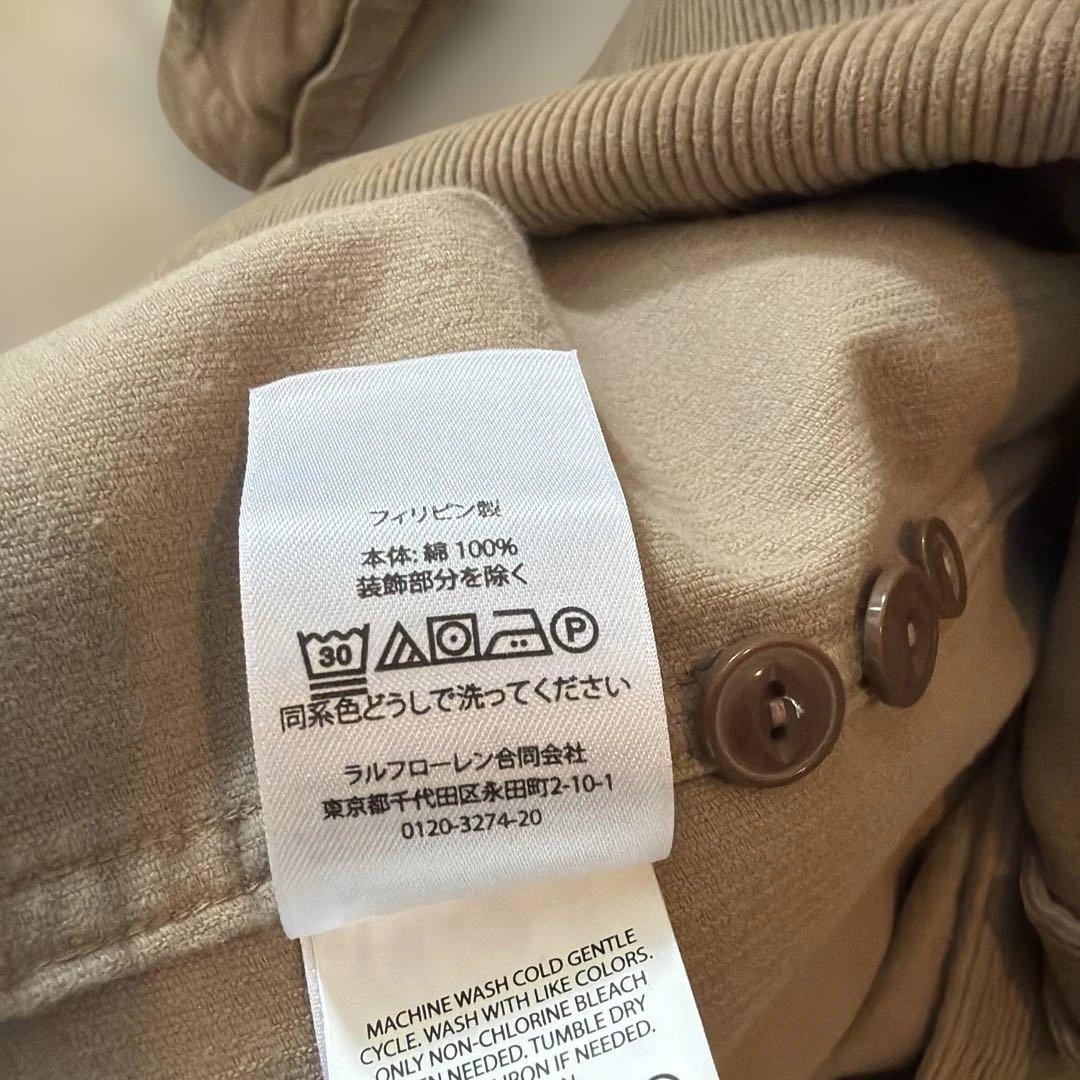 フィリピン製
本体: 綿 100%
装飾部分を除く
30 P
同系色どうしで洗ってください
ラルフローレン合同会社
東京都千代田区永田町2-10-1
0120-3274-20
MACHINE WASH COLD GENTLE
CYCLE. WASH WITH LIKE COLORS.
ONLY NON-CHLORINE BLEACH
NEEDED. TUMBLE DRY
IF NEEDED.